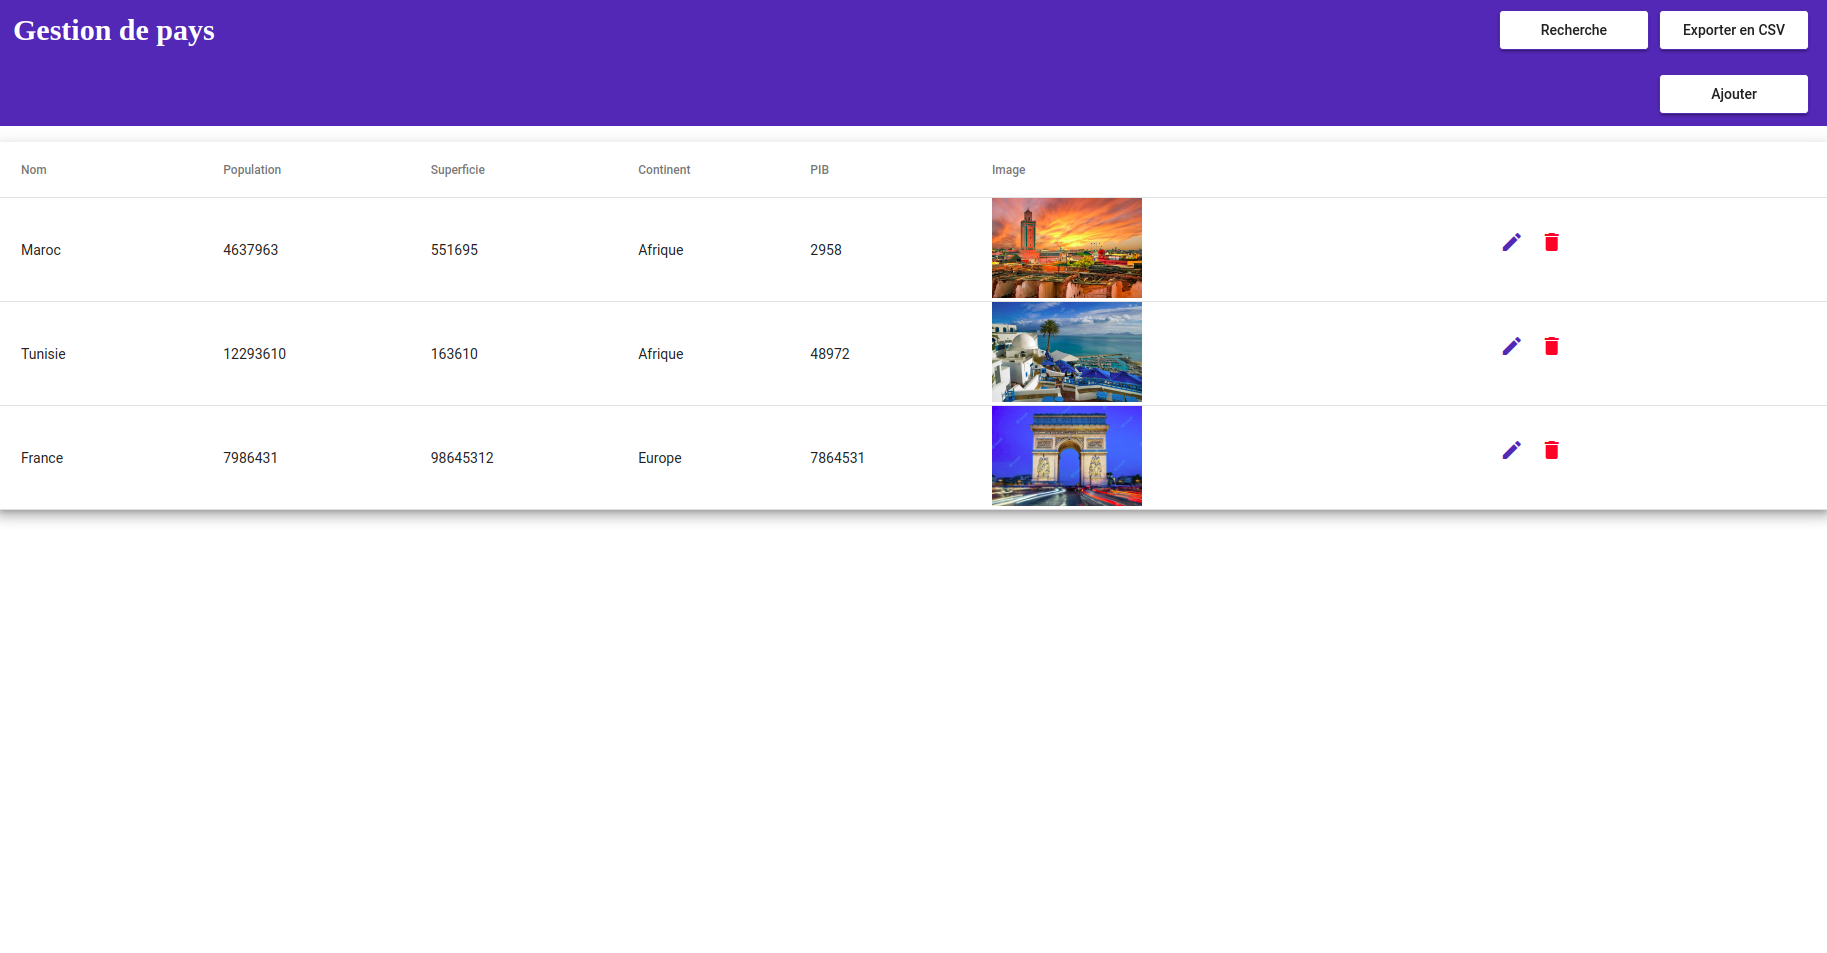 Gestion de pays
Recherche
Exporter en CSV
Ajouter
Nom Population Superficie Continent PIB Image
Maroc 4637963 551695 Afrique 2958
Tunisie 12293610 163610 Afrique 48972
France 7986431 98645312 Europe 7864531